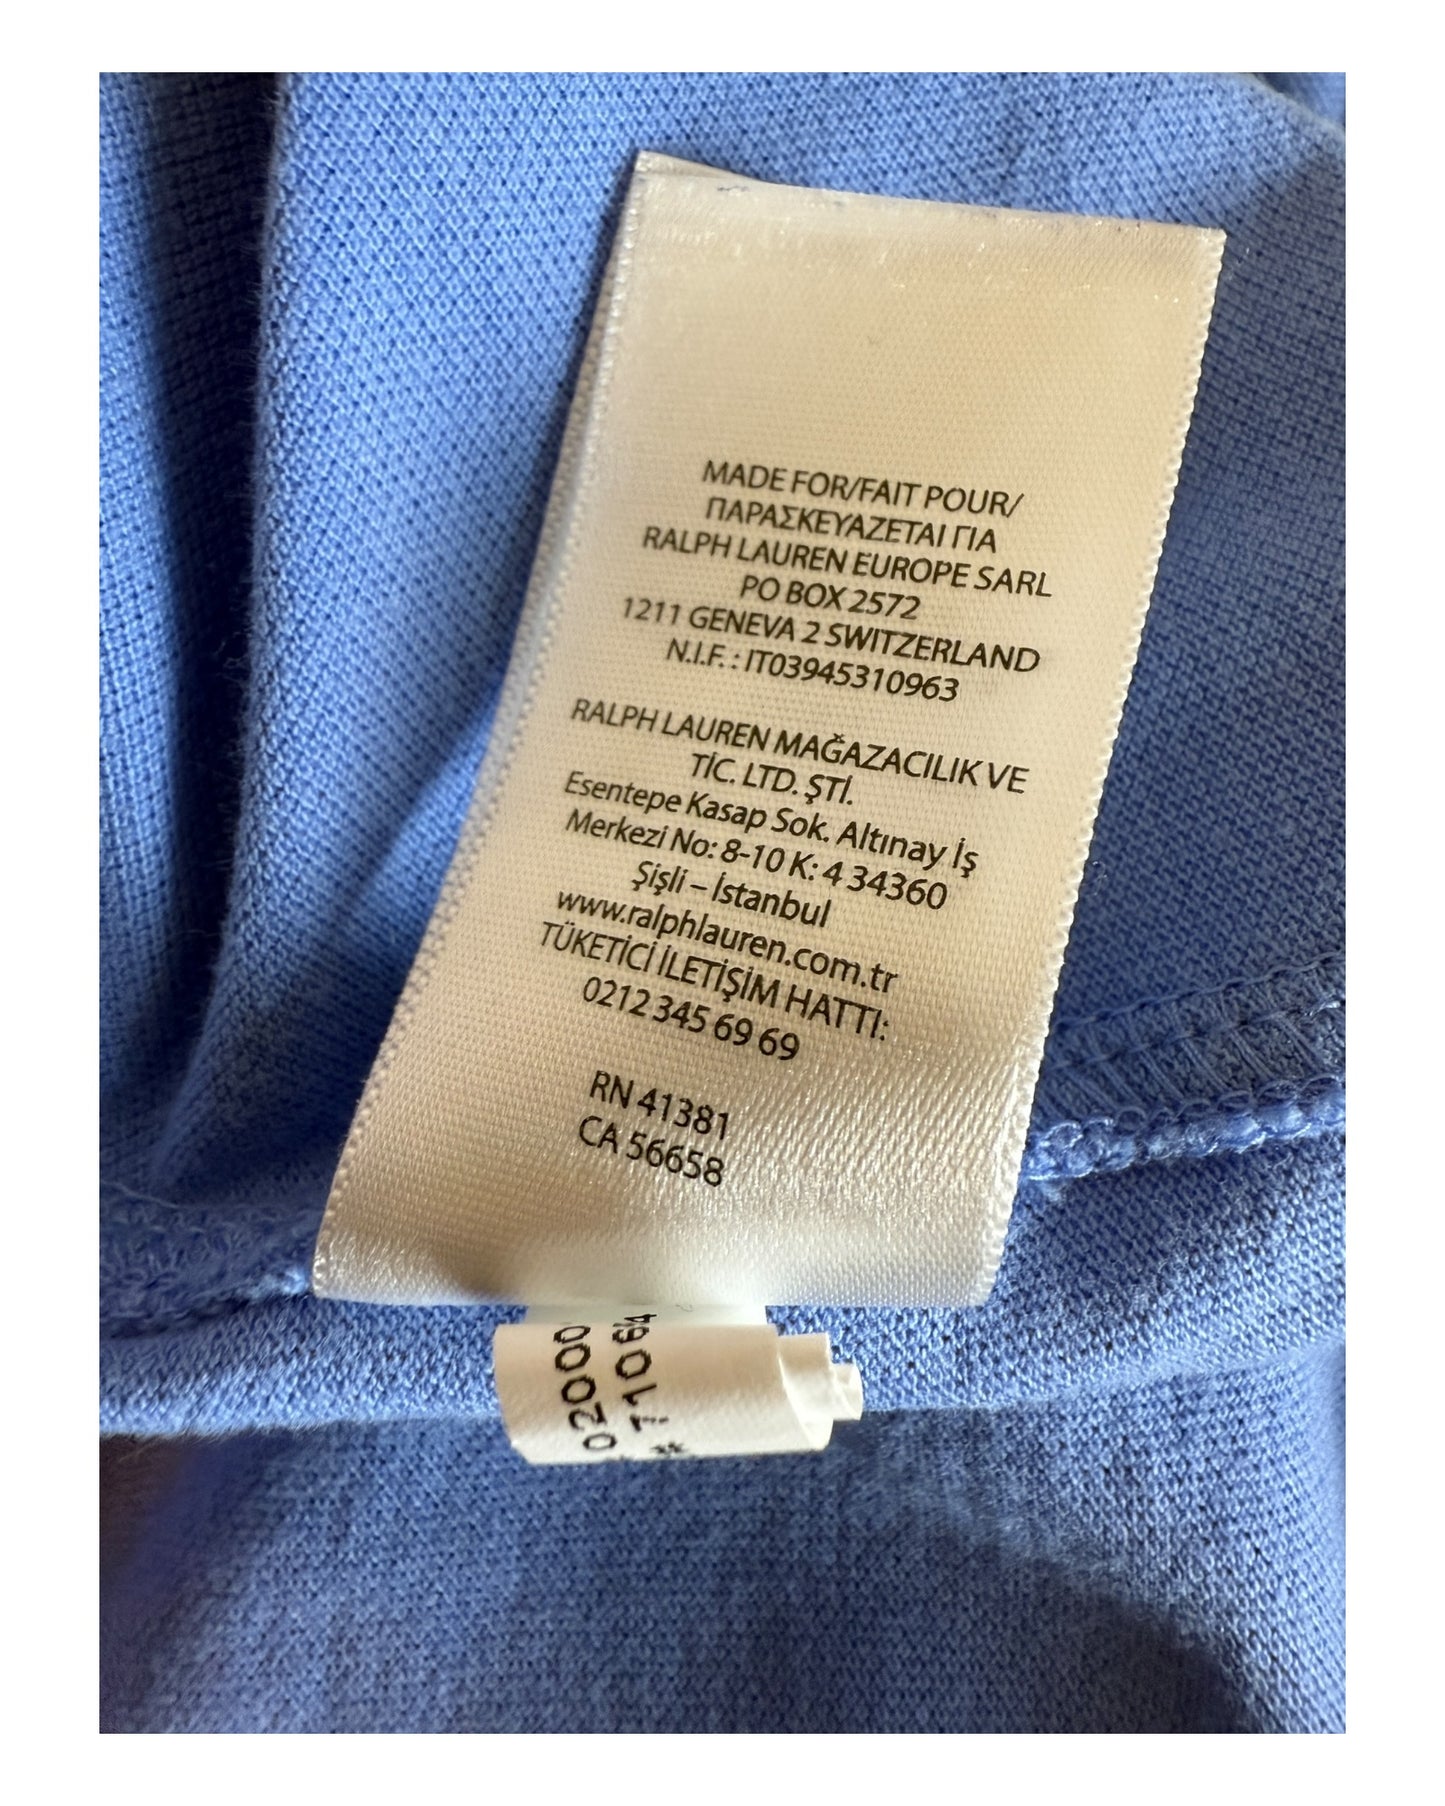 MADE FOR/FAIT POUR/
ΠΑΡΑΣΚΕΥΑΖΕΤΑΙ ΓΙΑ
RALPH LAUREN EUROPE SARL
PO BOX 2572
1211 GENEVA 2 SWITZERLAND
N.I.F. : IT03945310963
RALPH LAUREN MAĞAZACILIK VE
TİC. LTD. ŞTİ.
Esentepe Kasap Sok. Altınay İş
Merkezi No: 8-10 K: 4 34360
Şişli – İstanbul
www.ralphlauren.com.tr
TÜKETİCİ İLETİŞİM HATTI:
0212 345 69 69
RN 41381
CA 56658